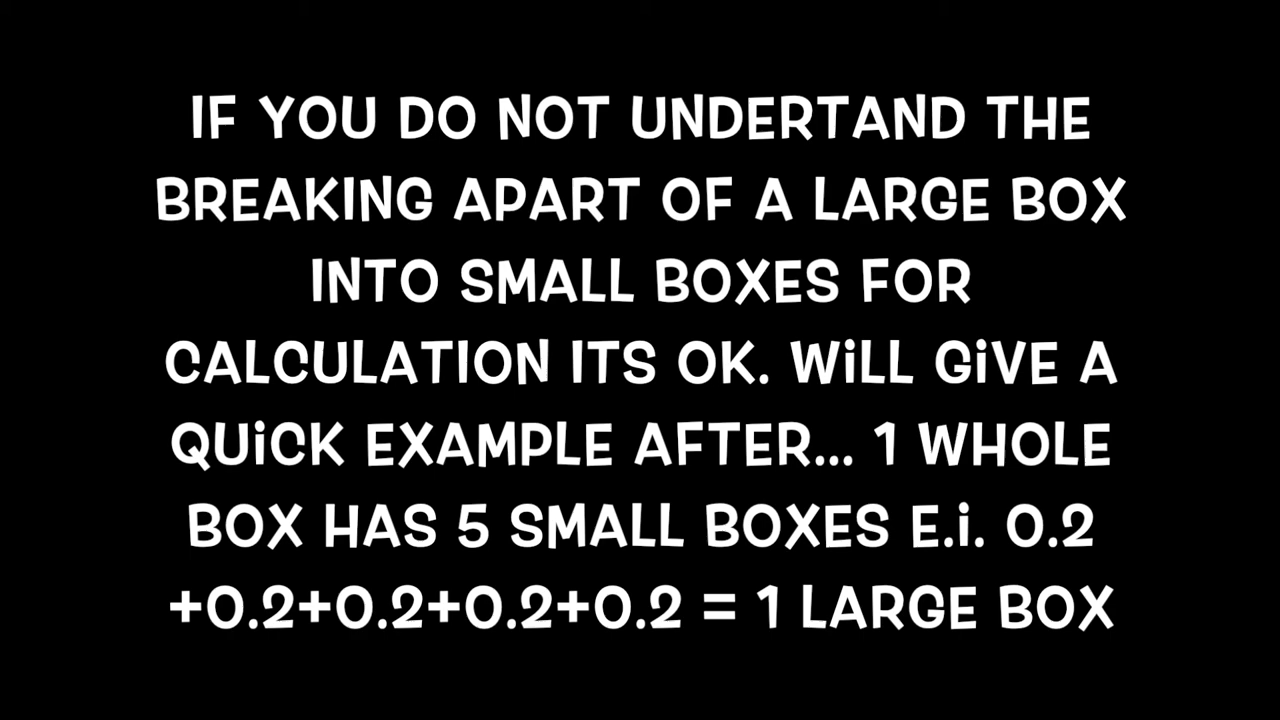 IF YOU DO NOT UNDERTAND THE
BREAKING APART OF A LARGE BOX
INTO SMALL BOXES FOR
CALCULATION ITS OK. WiLL GiVE A
QUiCK EXAMPLE AFTER... 1 WHOLE
BOX HAS 5 SMALL BOXES E.i. 0.2
+0.2+0.2+0.2+0.2 = 1 LARGE BOX